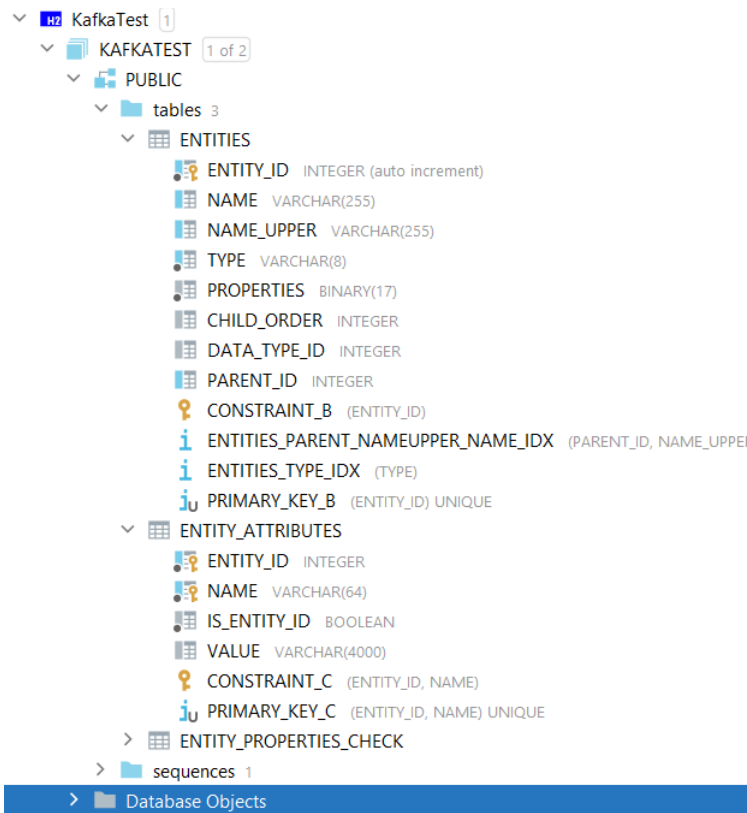 H2 KafkaTest 1
KAFKATEST 1 of 2
PUBLIC
tables 3
ENTITIES
ENTITY_ID INTEGER (auto increment)
NAME VARCHAR(255)
NAME_UPPER VARCHAR(255)
TYPE VARCHAR(8)
PROPERTIES BINARY(17)
CHILD_ORDER INTEGER
DATA_TYPE_ID INTEGER
PARENT_ID INTEGER
CONSTRAINT_B (ENTITY_ID)
i ENTITIES_PARENT_NAMEUPPER_NAME_IDX (PARENT_ID, NAME_UPPER
i ENTITIES_TYPE_IDX (TYPE)
iU PRIMARY_KEY_B (ENTITY_ID) UNIQUE
ENTITY_ATTRIBUTES
ENTITY_ID INTEGER
NAME VARCHAR(64)
IS_ENTITY_ID BOOLEAN
VALUE VARCHAR(4000)
CONSTRAINT_C (ENTITY_ID, NAME)
iU PRIMARY_KEY_C (ENTITY_ID, NAME) UNIQUE
ENTITY_PROPERTIES_CHECK
sequences 1
Database Objects